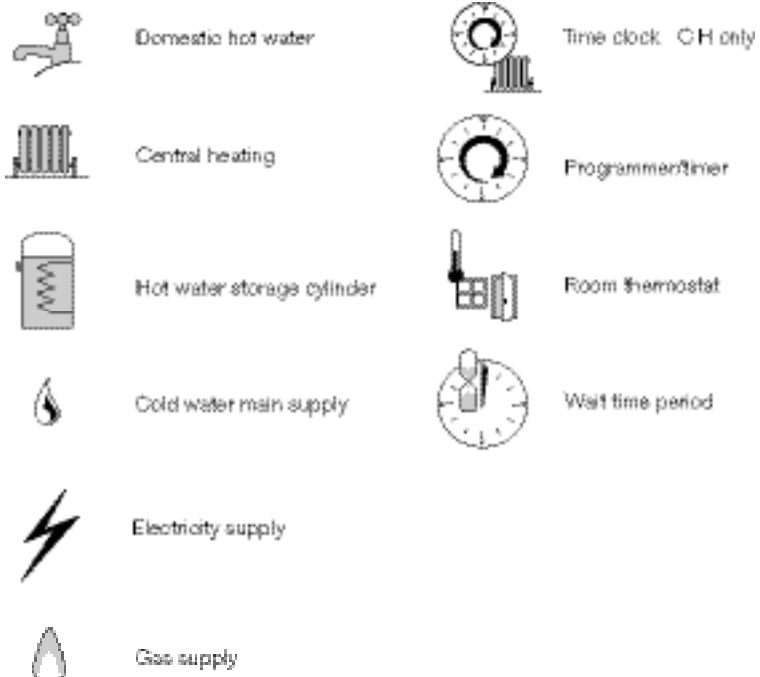 Domestic hot water
Central heating
Hot water storage cylinder
Cold water main supply
Electricity supply
Gas supply
Time clock C H only
Programmer/timer
Room thermostat
Wait time period